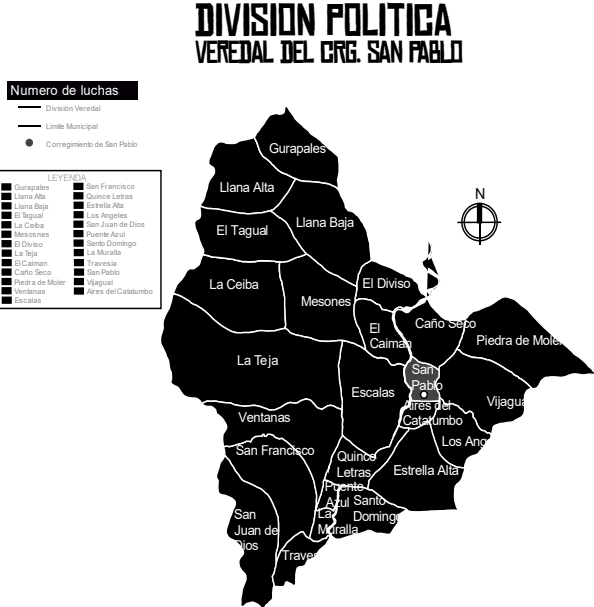 DIVISION POLITICA
VEREDAL DEL CRG. SAN PABLO
Numero de luchas
División Veredal
Limite Municipal
Corregimiento de San Pablo
LEYENDA
Gurapales
Llana Alta
Llana Baja
El Tagual
La Ceiba
Mesosnes
El Diviso
La Teja
El Caiman
Caño Seco
Piedra de Moler
Ventanas
Escalas
San Francisco
Quince Letras
Estrella Alta
Los Angeles
San Juan de Dios
Puente Azul
Santo Domingo
La Muralla
Travesia
San Pablo
Vijagual
Aires del Catatumbo
N
Gurapales
Llana Alta
Llana Baja
El Tagual
El Diviso
La Ceiba
Mesones
Caño Seco
El
Caiman
Piedra de Moler
La Teja
San
Pablo
Escalas
Vijagua
Aires del
Catatumbo
Ventanas
Los Ang
San Francisco
Quince
Letras
Estrella Alta
Puente
Azul
Santo
Domingo
San
Juan de
Dios
La
Muralla
Traves